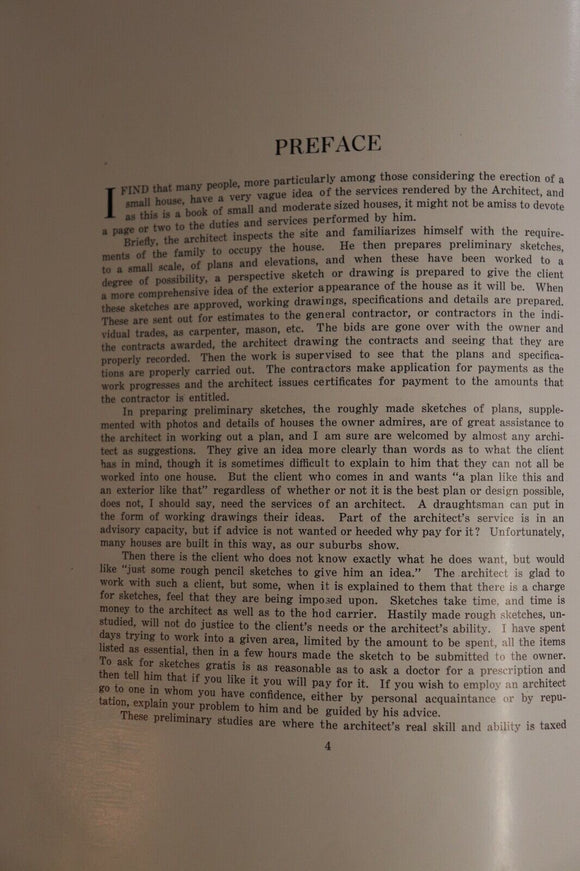 PREFACE
I FIND that many people, more particularly among those considering the erection of a
small house, have a very vague idea of the services rendered by the Architect, and
as this is a book of small and moderate sized houses, it might not be amiss to devote
a page or two to the duties and services performed by him.
Briefly, the architect inspects the site and familiarizes himself with the require-
ments of the family to occupy the house. He then prepares preliminary sketches,
to a small scale, of plans and elevations, and when these have been worked to a
degree of possibility, a perspective sketch or drawing is prepared to give the client
a more comprehensive idea of the exterior appearance of the house as it will be. When
these sketches are approved, working drawings, specifications and details are prepared.
These are sent out for estimates to the general contractor, or contractors in the indi-
vidual trades, as carpenter, mason, etc. The bids are gone over with the owner and
the contracts awarded, the architect drawing the contracts and seeing that they are
properly recorded. Then the work is supervised to see that the plans and specifica-
tions are properly carried out. The contractors make application for payments as the
work progresses and the architect issues certificates for payment to the amounts that
the contractor is entitled.
In preparing preliminary sketches, the roughly made sketches of plans, supple-
mented with photos and details of houses the owner admires, are of great assistance to
the architect in working out a plan, and I am sure are welcomed by almost any archi-
tect as suggestions. They give an idea more clearly than words as to what the client
has in mind, though it is sometimes difficult to explain to him that they can not all be
worked into one house. But the client who comes in and wants "a plan like this and
an exterior like that" regardless of whether or not it is the best plan or design possible,
does not, I should say, need the services of an architect. A draughtsman can put in
the form of working drawings their ideas. Part of the architect's service is in an
advisory capacity, but if advice is not wanted or heeded why pay for it? Unfortunately,
many houses are built in this way, as our suburbs show.
Then there is the client who does not know exactly what he does want, but would
like "just some rough pencil sketches to give him an idea." The architect is glad to
work with such a client, but some, when it is explained to them that there is a charge
for sketches, feel that they are being imposed upon. Sketches take time, and time is
money to the architect as well as to the hod carrier. Hastily made rough sketches, un-
studied, will not do justice to the client's needs or the architect's ability. I have spent
days trying to work into a given area, limited by the amount to be spent, all the items
listed as essential, then in a few hours made the sketch to be submitted to the owner.
To ask for sketches gratis is as reasonable as to ask a doctor for a prescription and
then tell him that if you like it you will pay for it. If you wish to employ an architect
go to one in whom you have confidence, either by personal acquaintance or by repu-
tation, explain your problem to him and be guided by his advice.
These preliminary studies are where the architect's real skill and ability is taxed
4